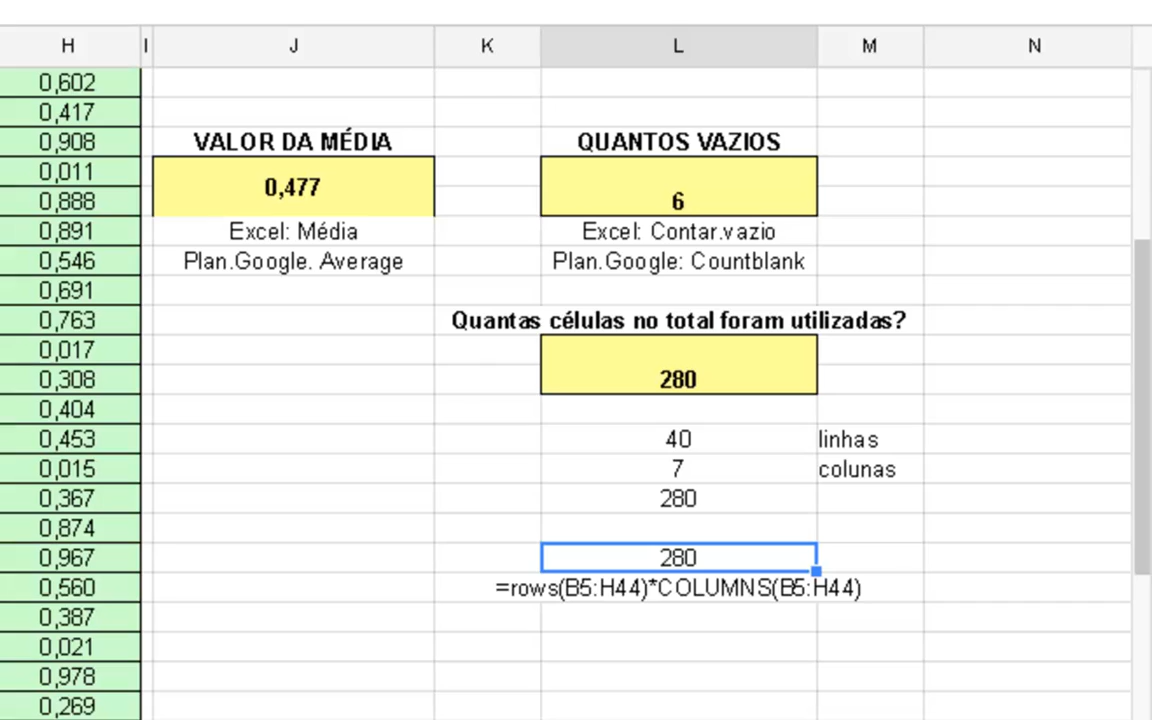 H I J K L M N
0,602
0,417
0,908 VALOR DA MÉDIA QUANTOS VAZIOS
0,011
0,477
0,888 6
0,891 Excel: Média Excel: Contar.vazio
0,546 Plan.Google. Average Plan.Google: Countblank
0,691
0,763 Quantas células no total foram utilizadas?
0,017
0,308 280
0,404
0,453 40 linhas
0,015 7 colunas
0,367 280
0,874
0,967 280
0,560 =rows(B5:H44)*COLUMNS(B5:H44)
0,387
0,021
0,978
0,269